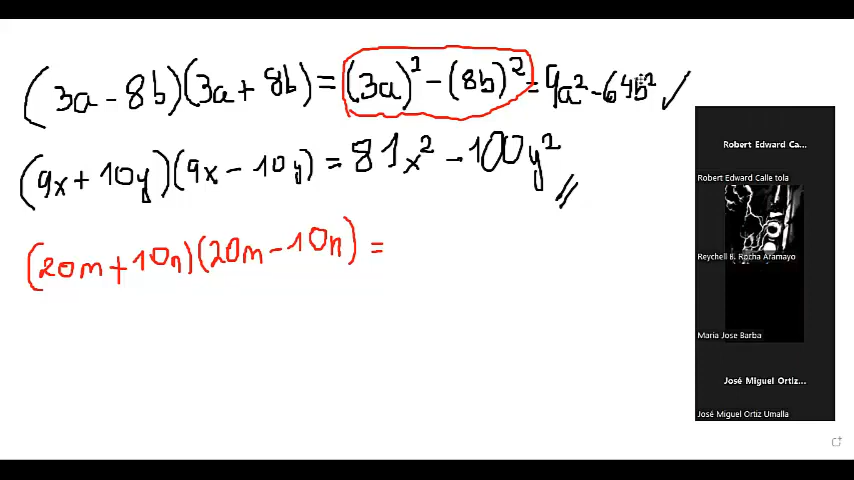 (3a - 8b)(3a + 8b) = (3a)² - (8b)² = 9a² - 64b² ✓
(9x + 10y)(9x - 10y) = 81x² - 100y² //
(20m + 10n)(20m - 10n) =
Robert Edward Ca...
Robert Edward Calle tola
Reychell B. Rocha Aramayo
Maria Jose Barba
José Miguel Ortiz...
José Miguel Ortiz Umalla